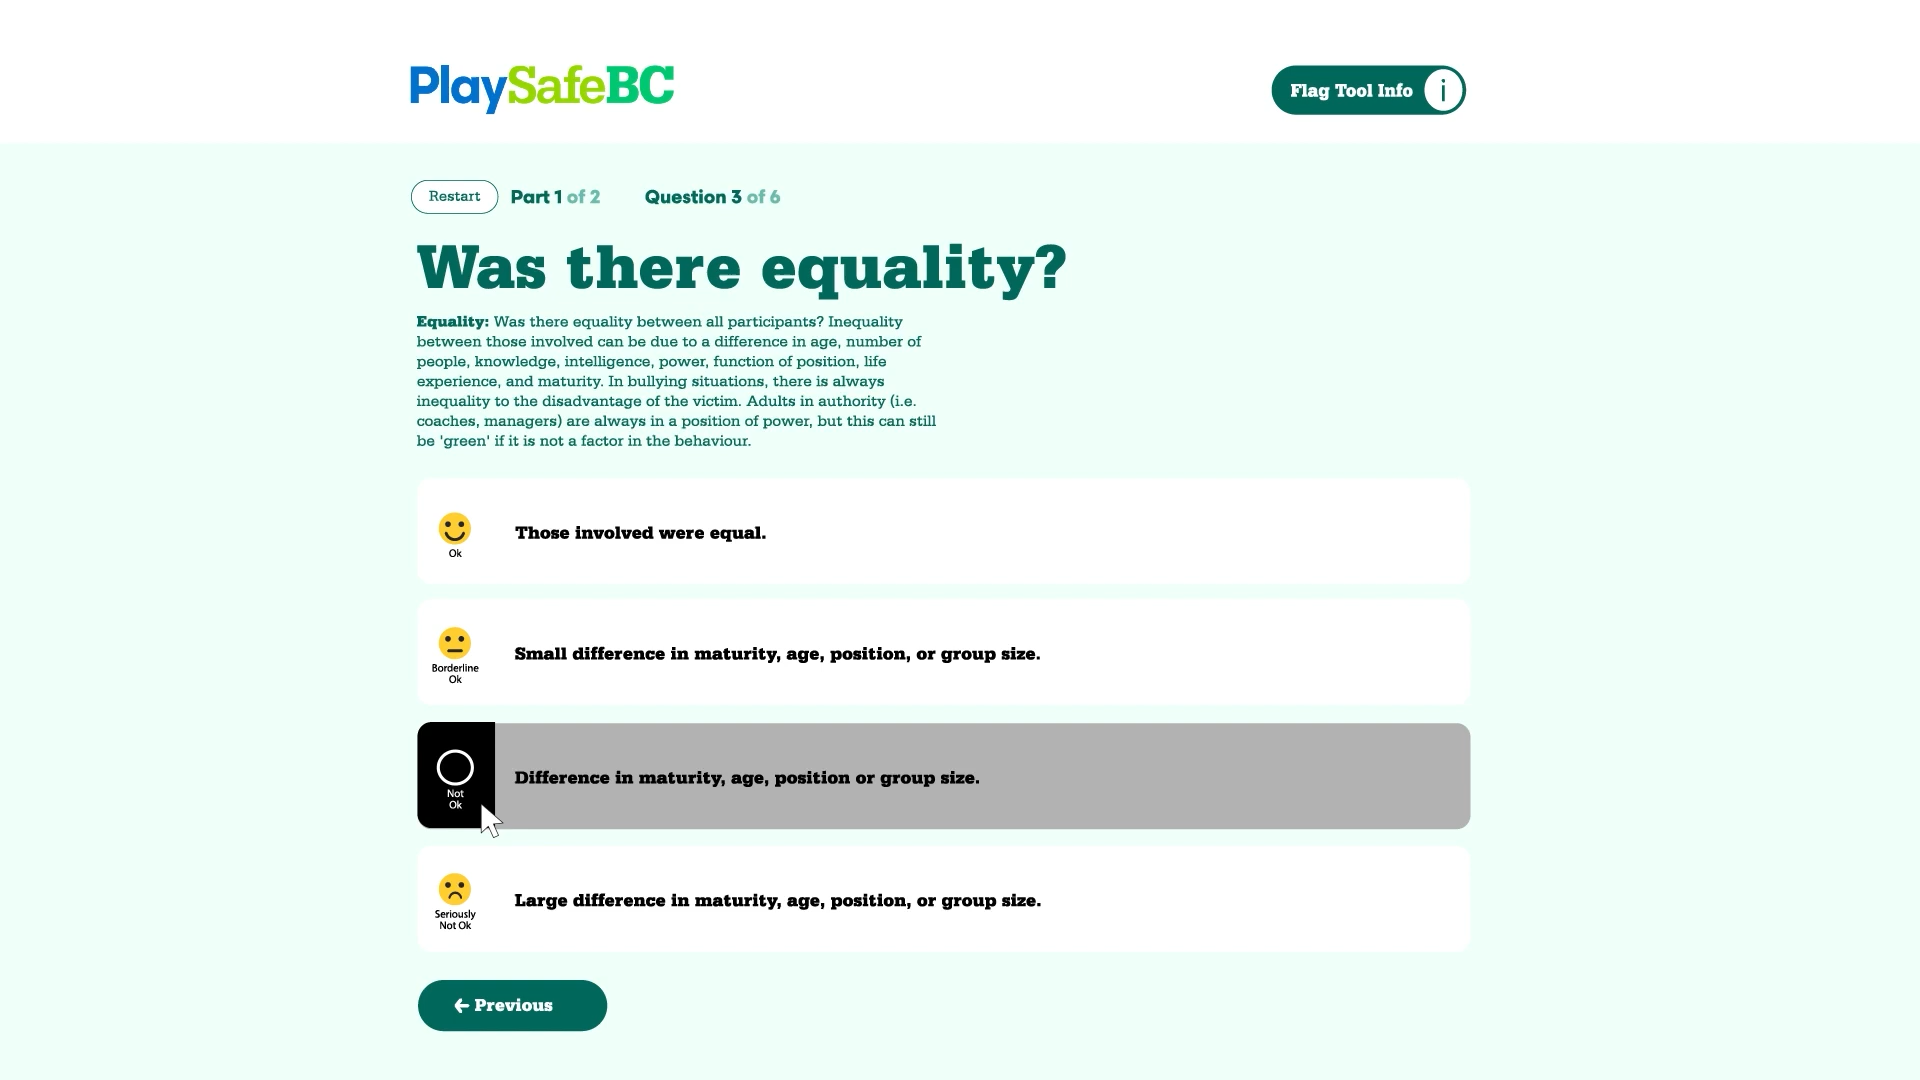 PlaySafeBC
Flag Tool Info i
Restart Part 1 of 2 Question 3 of 6
Was there equality?
Equality: Was there equality between all participants? Inequality
between those involved can be due to a difference in age, number of
people, knowledge, intelligence, power, function of position, life
experience, and maturity. In bullying situations, there is always
inequality to the disadvantage of the victim. Adults in authority (i.e.
coaches, managers) are always in a position of power, but this can still
be 'green' if it is not a factor in the behaviour.
Ok
Those involved were equal.
Borderline
Ok
Small difference in maturity, age, position, or group size.
Not
Ok
Difference in maturity, age, position or group size.
Seriously
Not Ok
Large difference in maturity, age, position, or group size.
← Previous